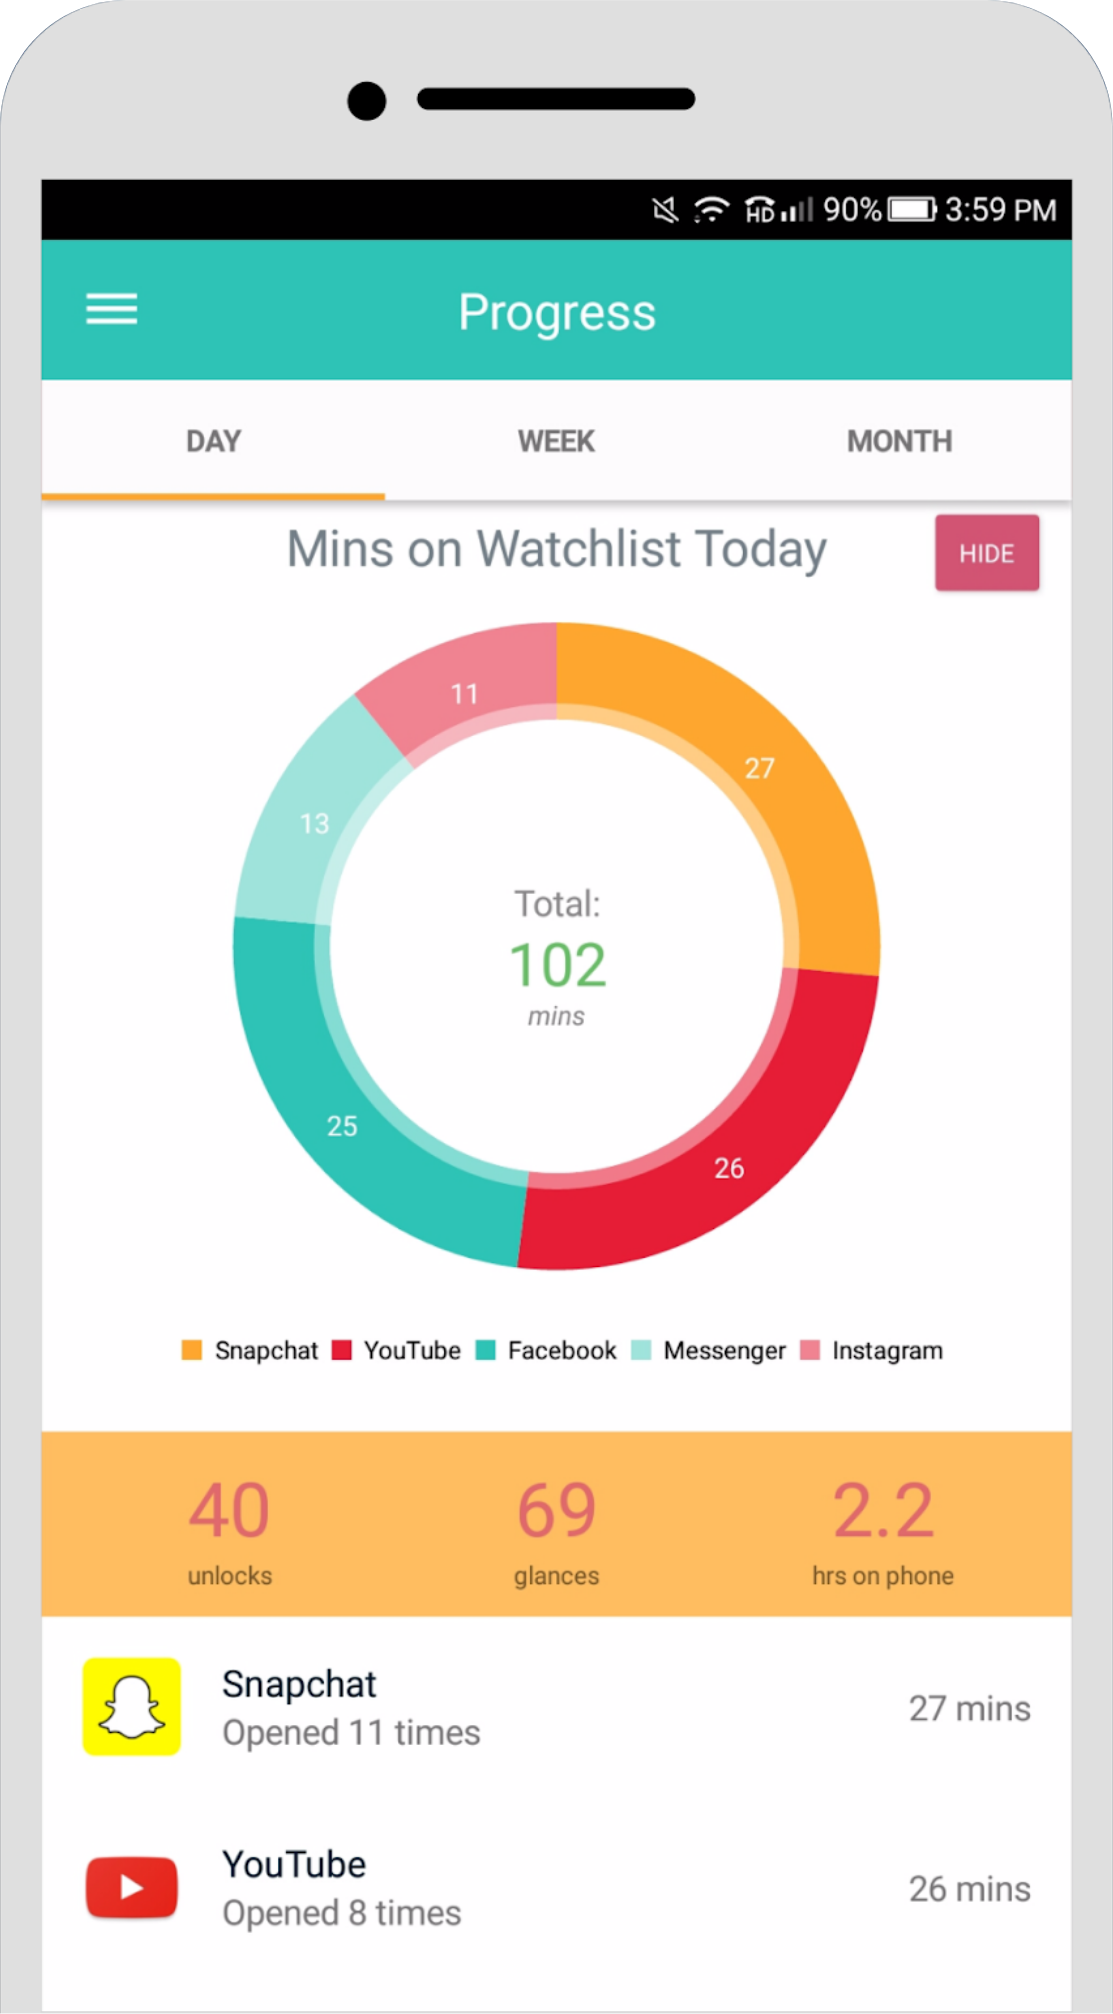 HD 90% 3:59 PM
Progress
DAY WEEK MONTH
Mins on Watchlist Today HIDE
11
27
13
Total:
102
mins
25
26
Snapchat YouTube Facebook Messenger Instagram
40 69 2.2
unlocks glances hrs on phone
Snapchat
Opened 11 times
27 mins
YouTube
Opened 8 times
26 mins